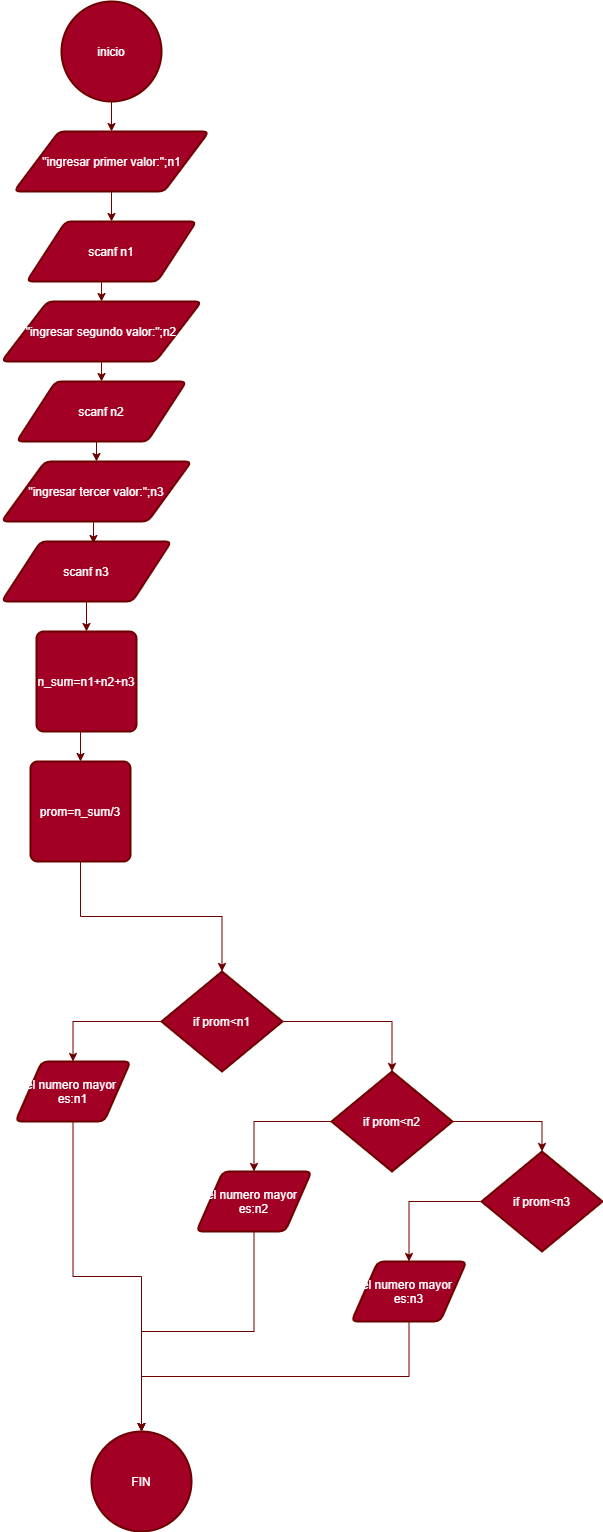 inicio
"ingresar primer valor:";n1
scanf n1
"ingresar segundo valor:";n2
scanf n2
"ingresar tercer valor:";n3
scanf n3
n_sum=n1+n2+n3
prom=n_sum/3
if prom<n1
el numero mayor
es:n1
if prom<n2
el numero mayor
es:n2
if prom<n3
el numero mayor
es:n3
FIN